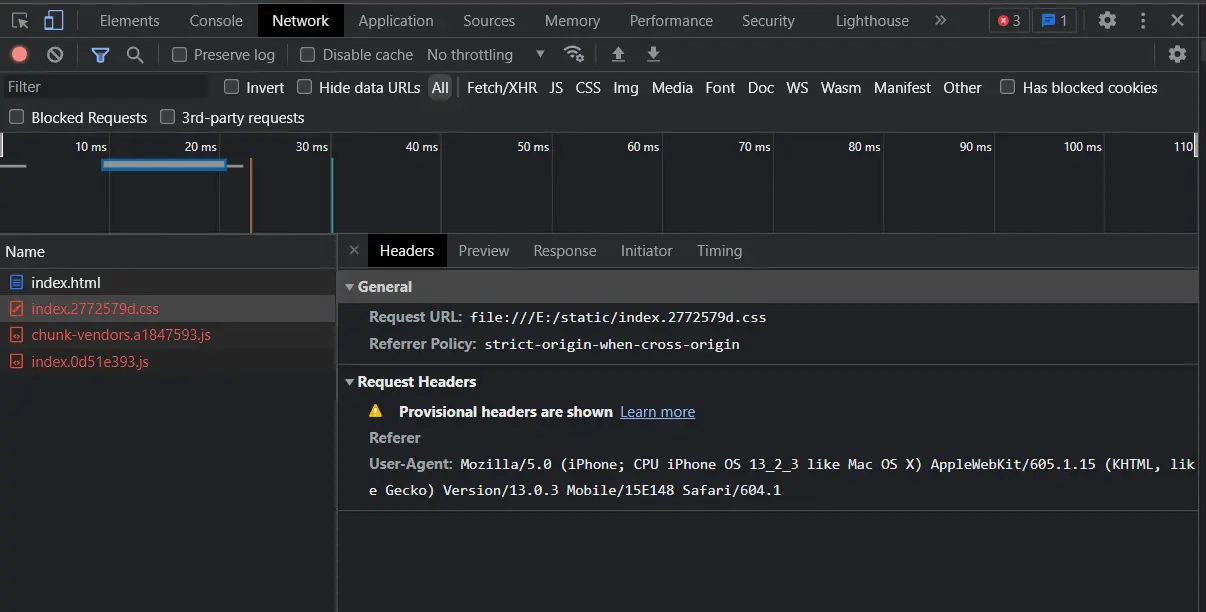 Elements Console Network Application Sources Memory Performance Security Lighthouse 3 1
Preserve log Disable cache No throttling
Filter Invert Hide data URLs All Fetch/XHR JS CSS Img Media Font Doc WS Wasm Manifest Other Has blocked cookies
Blocked Requests 3rd-party requests
10 ms 20 ms 30 ms 40 ms 50 ms 60 ms 70 ms 80 ms 90 ms 100 ms 110
Name
index.html
index.2772579d.css
chunk-vendors.a1847593.js
index.0d51e393.js
Headers Preview Response Initiator Timing
General
Request URL: file:///E:/static/index.2772579d.css
Referrer Policy: strict-origin-when-cross-origin
Request Headers
Provisional headers are shown Learn more
Referer
User-Agent: Mozilla/5.0 (iPhone; CPU iPhone OS 13_2_3 like Mac OS X) AppleWebKit/605.1.15 (KHTML, lik
e Gecko) Version/13.0.3 Mobile/15E148 Safari/604.1